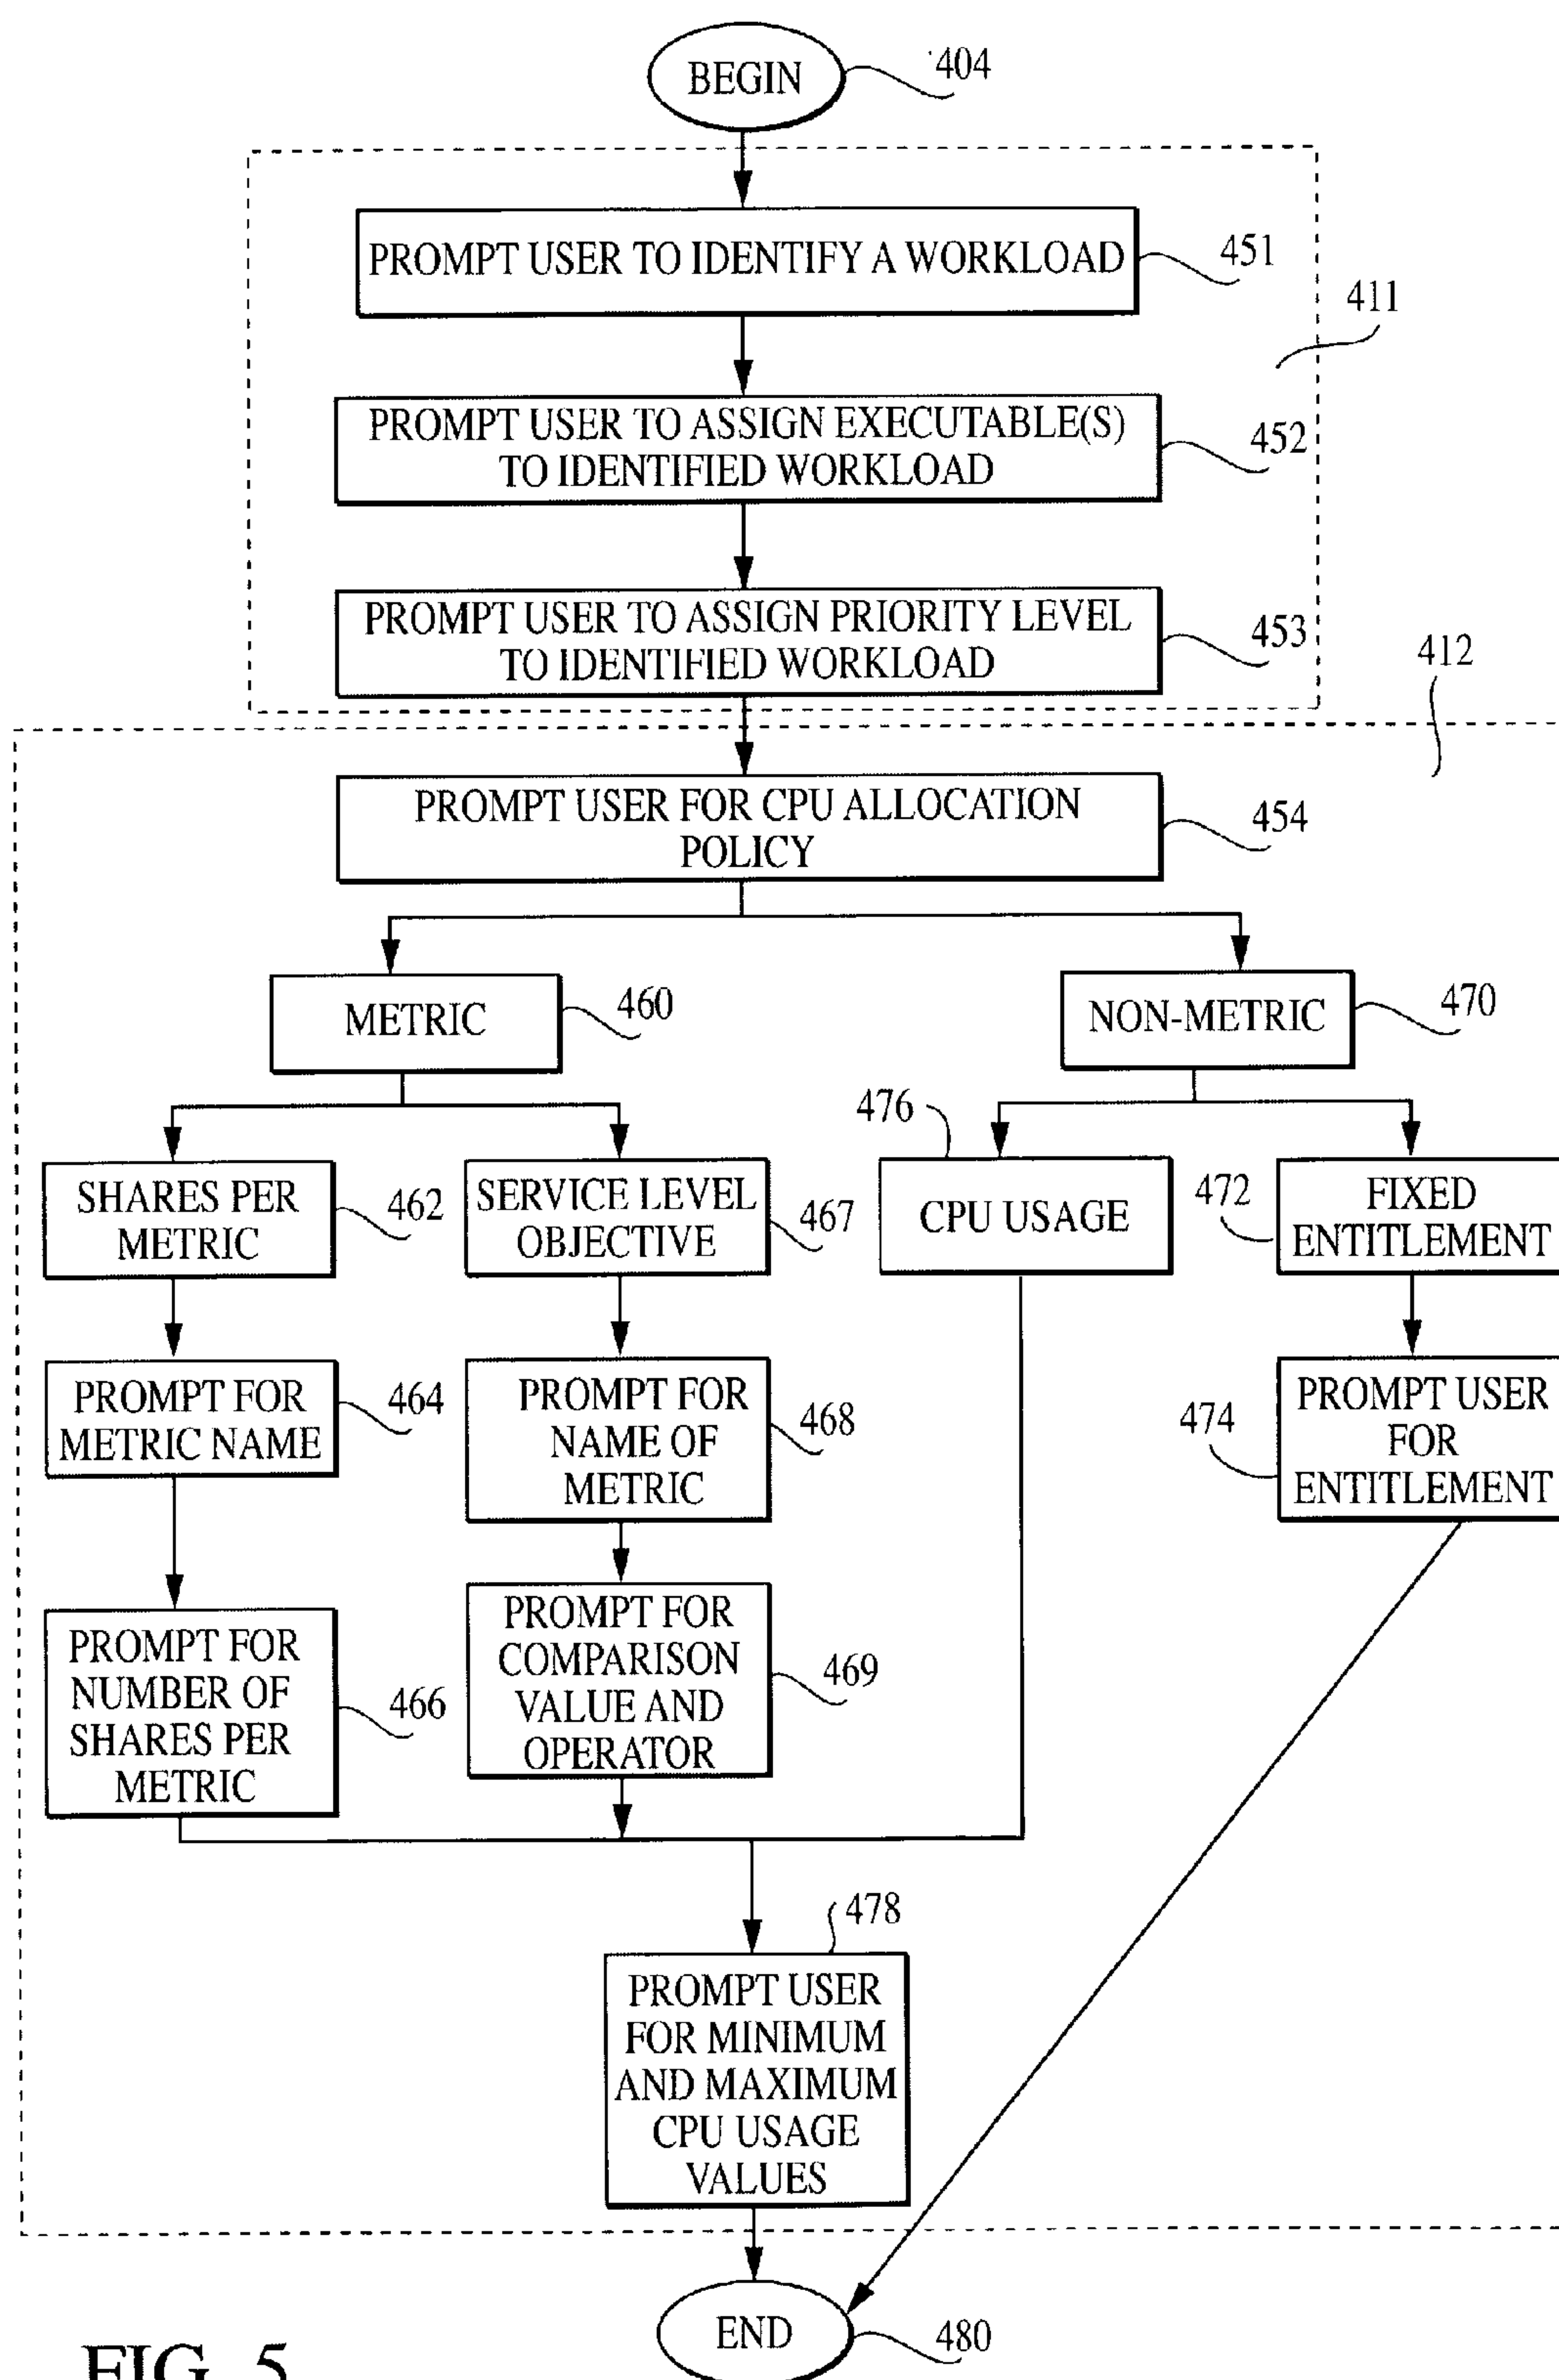 BEGIN
404
PROMPT USER TO IDENTIFY A WORKLOAD
451
411
PROMPT USER TO ASSIGN EXECUTABLE(S)
TO IDENTIFIED WORKLOAD
452
PROMPT USER TO ASSIGN PRIORITY LEVEL
TO IDENTIFIED WORKLOAD
453
412
PROMPT USER FOR CPU ALLOCATION
POLICY
454
METRIC
460
NON-METRIC
470
SHARES PER
METRIC
462
SERVICE LEVEL
OBJECTIVE
467
476
CPU USAGE
472
FIXED
ENTITLEMENT
PROMPT FOR
METRIC NAME
464
PROMPT FOR
NAME OF
METRIC
468
474
PROMPT USER
FOR
ENTITLEMENT
PROMPT FOR
NUMBER OF
SHARES PER
METRIC
466
PROMPT FOR
COMPARISON
VALUE AND
OPERATOR
469
478
PROMPT USER
FOR MINIMUM
AND MAXIMUM
CPU USAGE
VALUES
END
480
FIG. 5